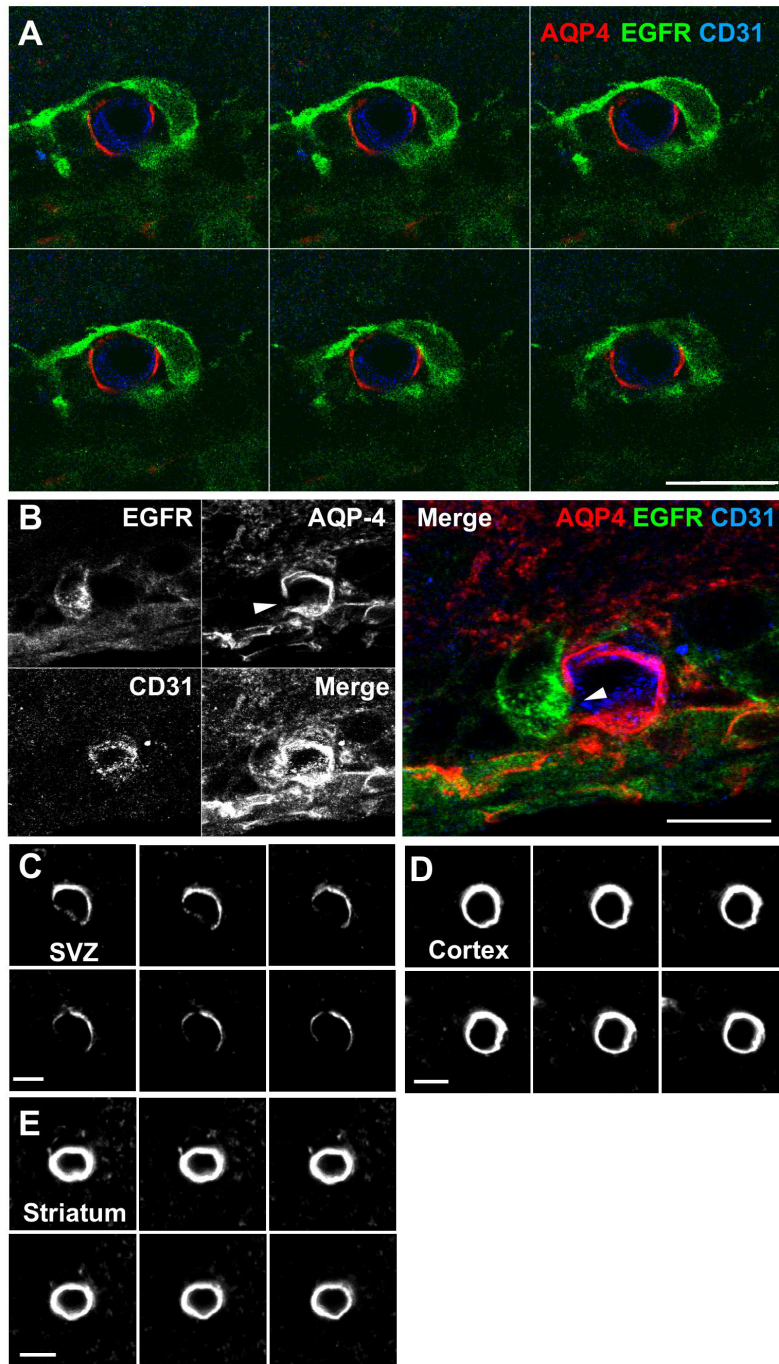 A
AQP4 EGFR CD31
B
EGFR
AQP-4
CD31
Merge
Merge
AQP4 EGFR CD31
C
SVZ
D
Cortex
E
Striatum